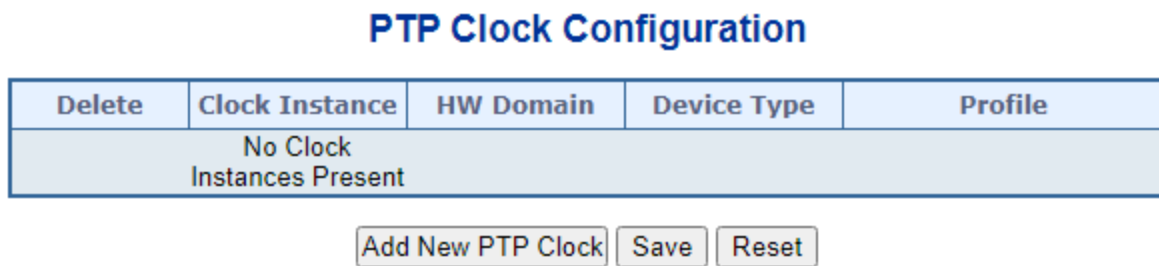 PTP Clock Configuration
Delete Clock Instance HW Domain Device Type Profile
No Clock
Instances Present
Add New PTP Clock Save Reset